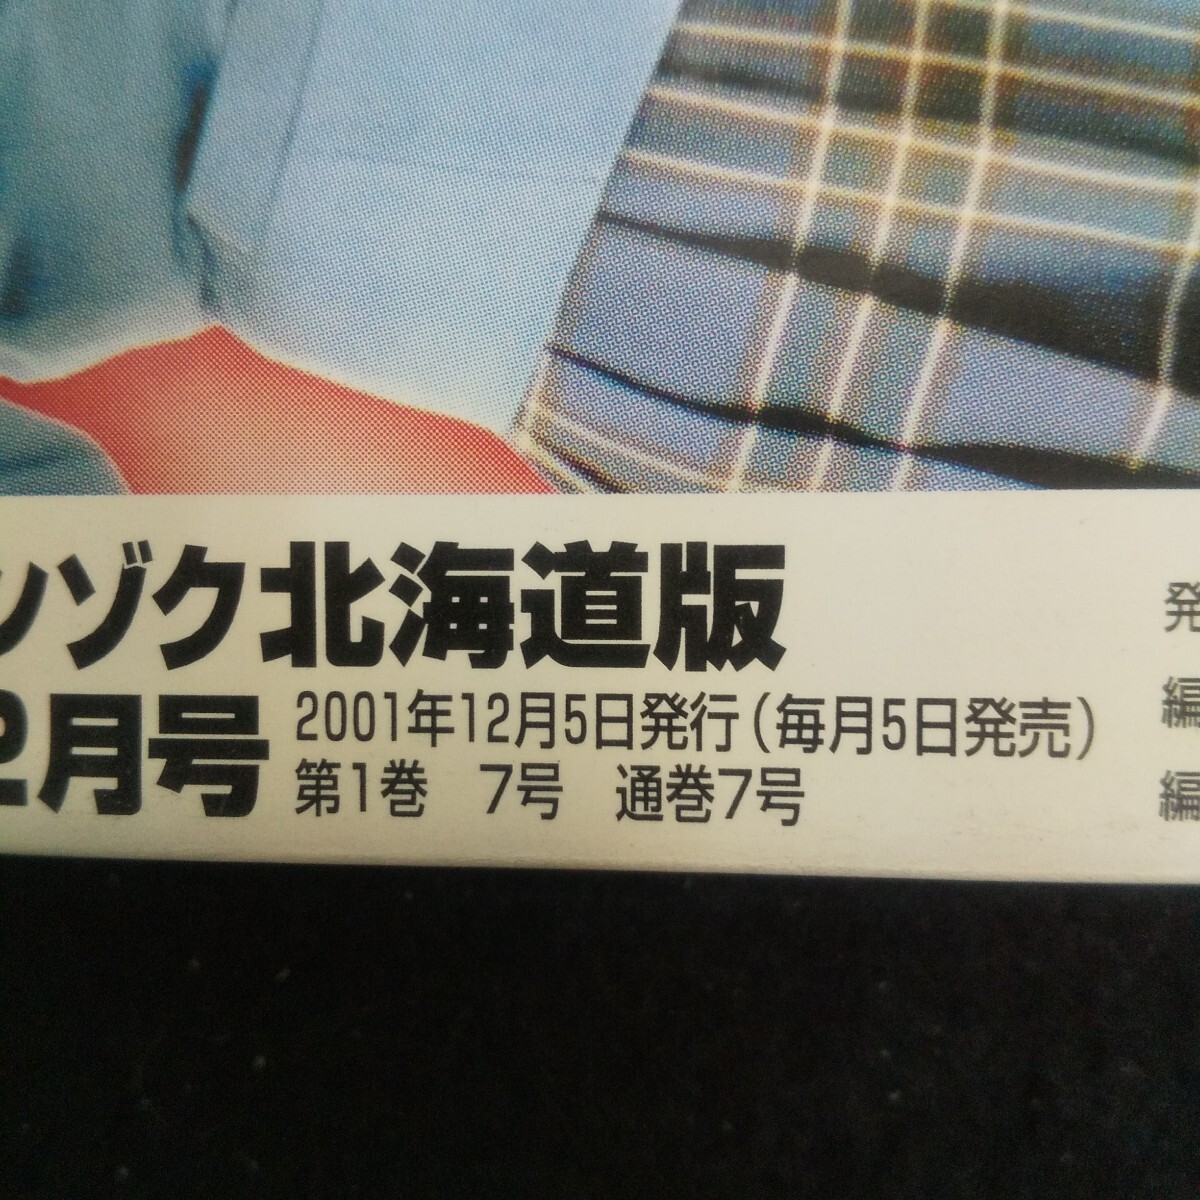 ンゾク北海道版
2月号
2001年12月5日発行(毎月5日発売)
第1巻　7号　通巻7号
発
編
編